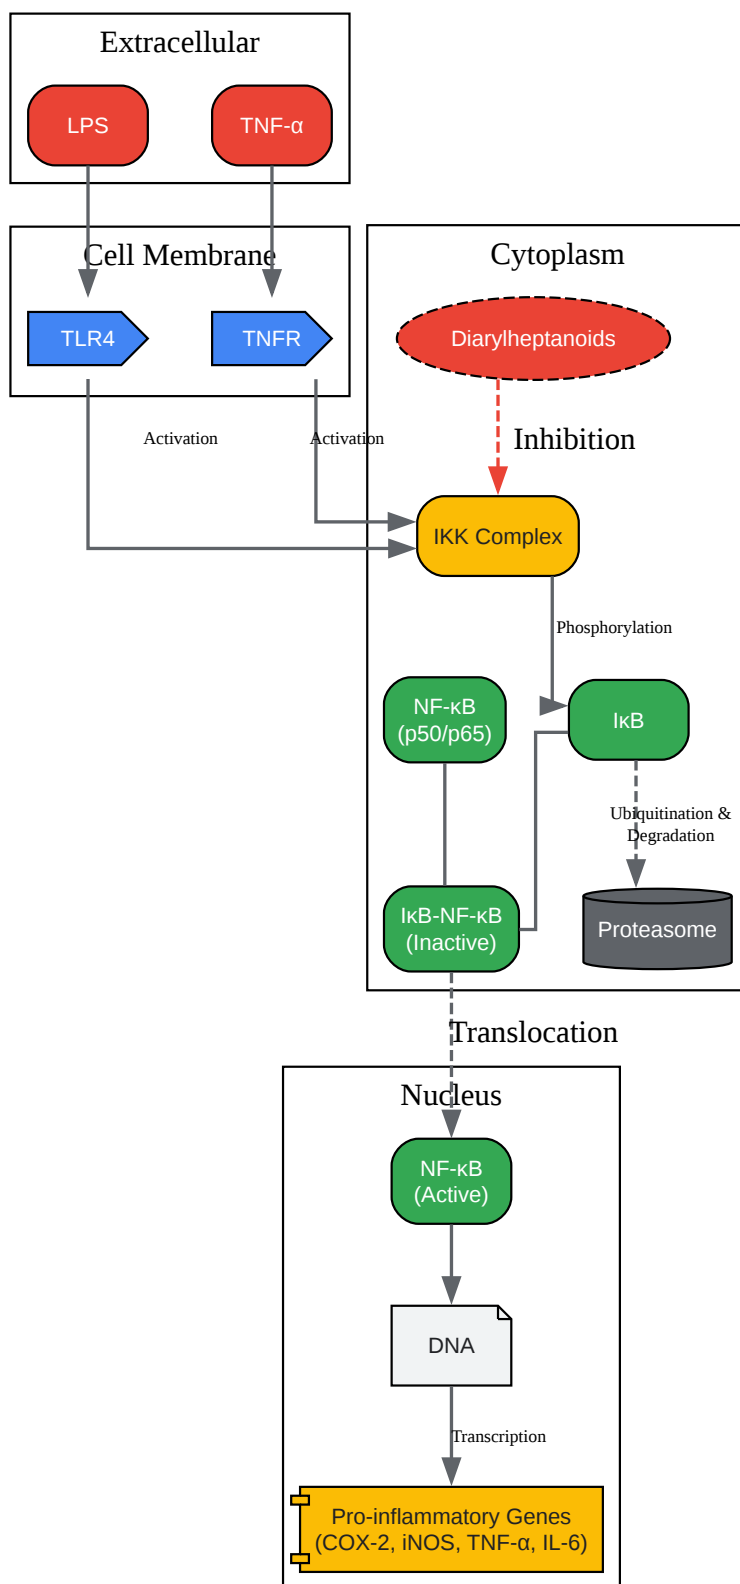 Extracellular
LPS
TNF-α
Cell Membrane
TLR4
TNFR
Cytoplasm
Diarylheptanoids
Activation
Activation
Inhibition
IKK Complex
Phosphorylation
NF-κB
(p50/p65)
IκB
Ubiquitination &
Degradation
IκB-NF-κB
(Inactive)
Proteasome
Translocation
Nucleus
NF-κB
(Active)
DNA
Transcription
Pro-inflammatory Genes
(COX-2, iNOS, TNF-α, IL-6)